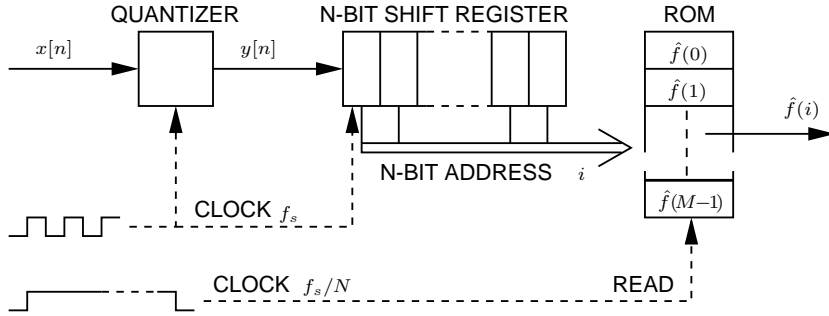 QUANTIZER
N-BIT SHIFT REGISTER
ROM
x[n]
y[n]
f̂(0)
f̂(1)
f̂(i)
N-BIT ADDRESS i
f̂(M−1)
CLOCK f_s
CLOCK f_s/N
READ